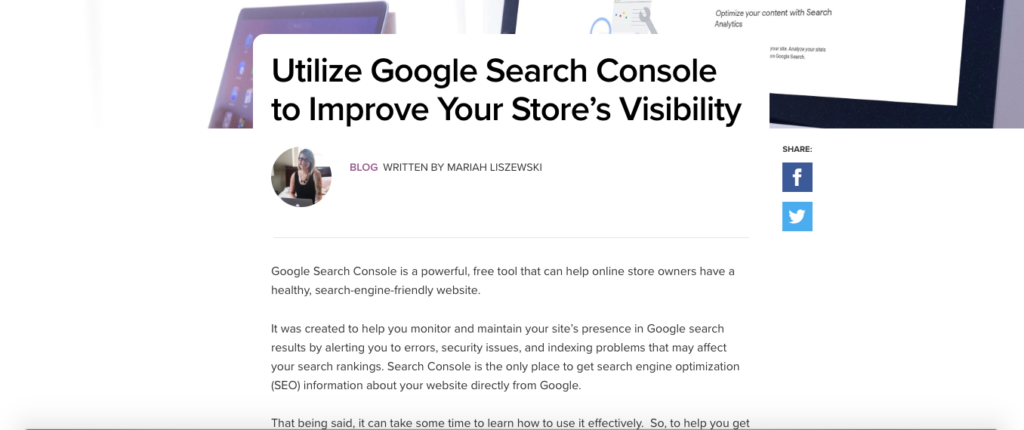 Optimize your content with Search
Analytics
your site. Analyze your site's
on Google Search.
Utilize Google Search Console
to Improve Your Store’s Visibility
SHARE:
BLOG WRITTEN BY MARIAH LISZEWSKI
Google Search Console is a powerful, free tool that can help online store owners have a
healthy, search-engine-friendly website.
It was created to help you monitor and maintain your site’s presence in Google search
results by alerting you to errors, security issues, and indexing problems that may affect
your search rankings. Search Console is the only place to get search engine optimization
(SEO) information about your website directly from Google.
That being said, it can take some time to learn how to use it effectively. So, to help you get